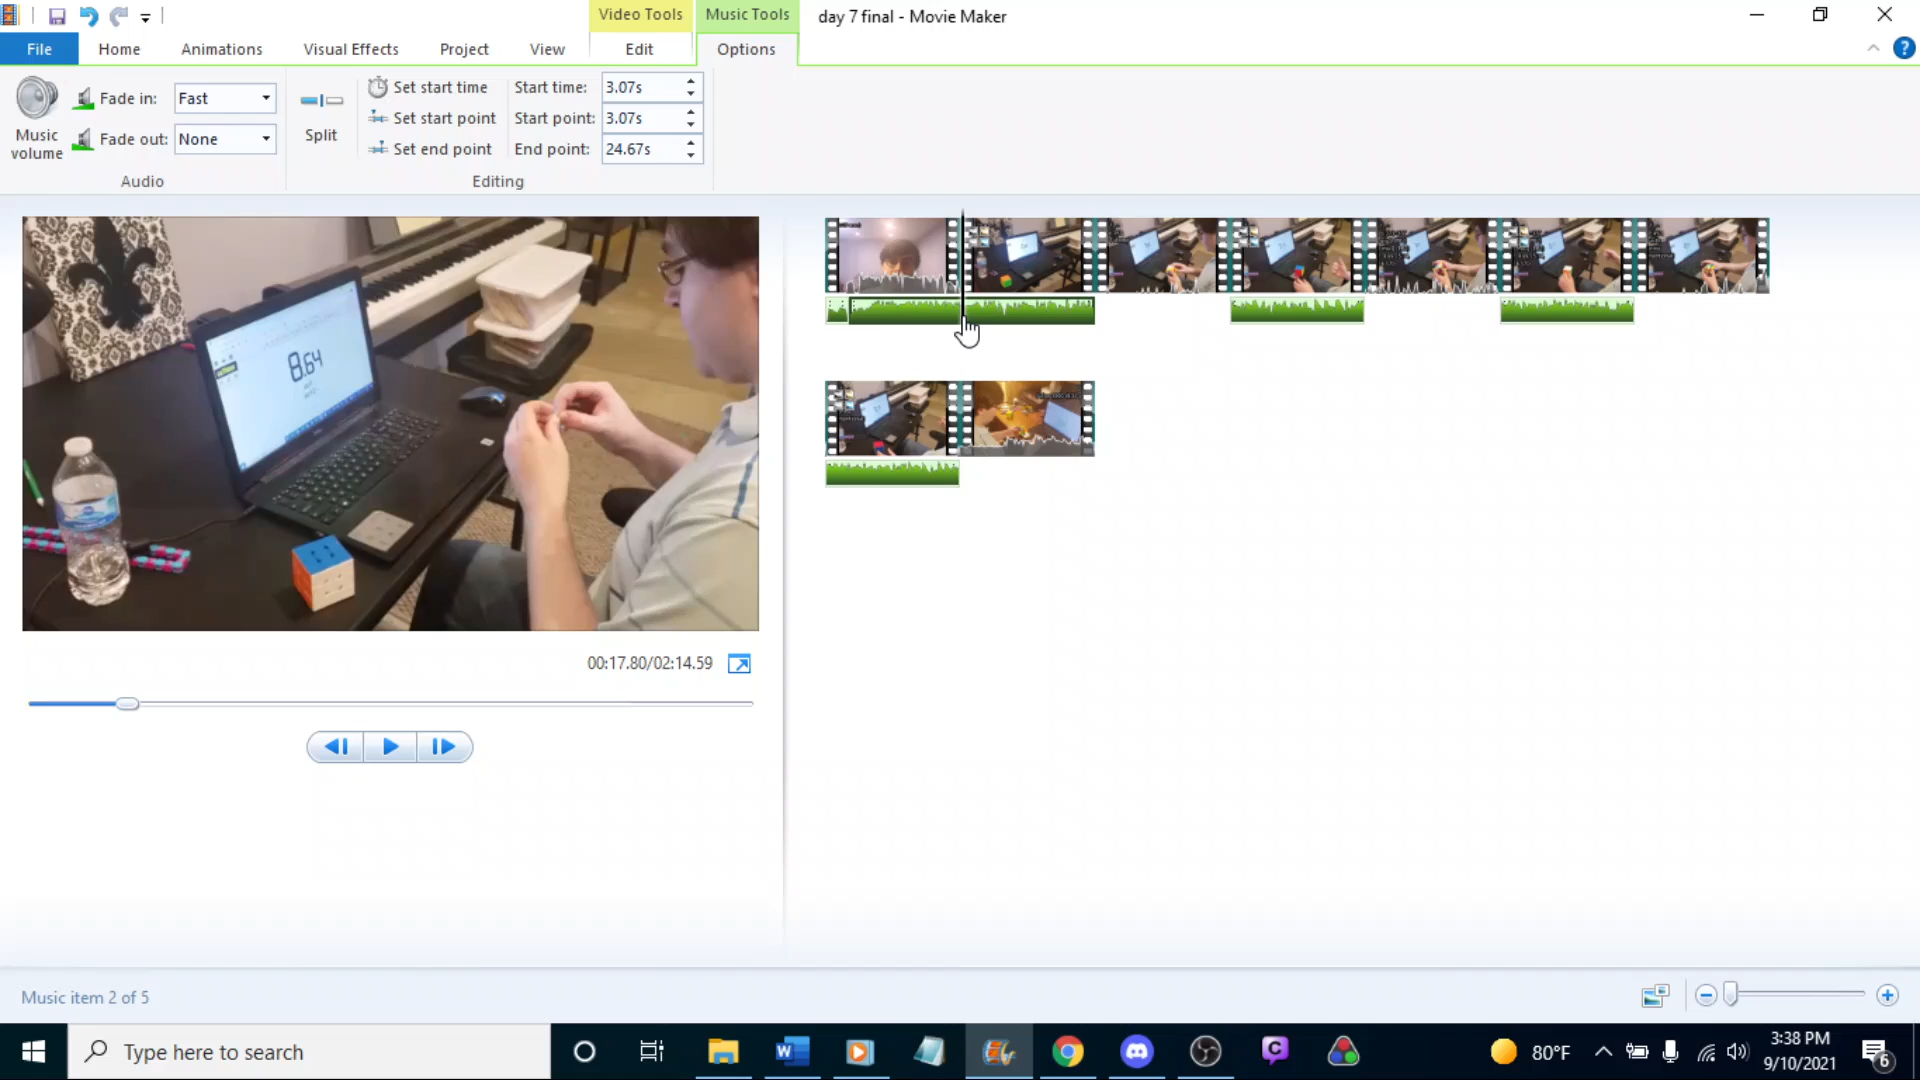 Video Tools
Music Tools
day 7 final - Movie Maker
File
Home
Animations
Visual Effects
Project
View
Edit
Options
Music volume
Fade in:
Fast
Fade out:
None
Audio
Split
Set start time
Set start point
Set end point
Start time:
3.07s
Start point:
3.07s
End point:
24.67s
Editing
8.64
00:17.80/02:14.59
Music item 2 of 5
Type here to search
80°F
3:38 PM
9/10/2021
6